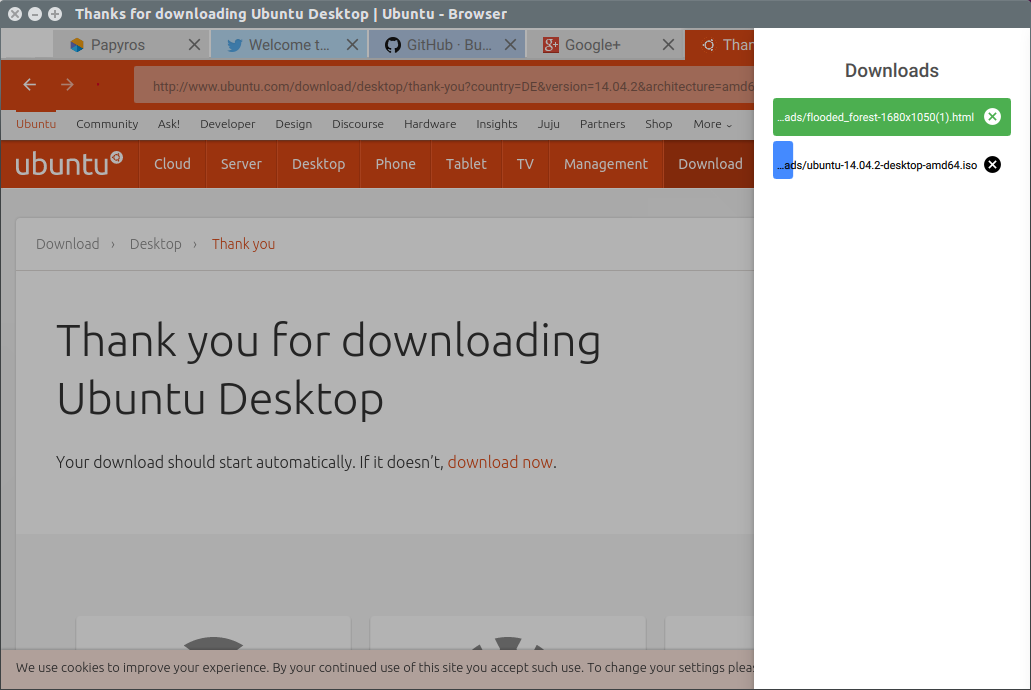 Thanks for downloading Ubuntu Desktop | Ubuntu - Browser
Papyros
Welcome t...
GitHub · Bu...
Google+
Than
http://www.ubuntu.com/download/desktop/thank-you?country=DE&version=14.04.2&architecture=amd6
Ubuntu Community Ask! Developer Design Discourse Hardware Insights Juju Partners Shop More
ubuntu Cloud Server Desktop Phone Tablet TV Management Download
Download › Desktop › Thank you
Thank you for downloading
Ubuntu Desktop
Your download should start automatically. If it doesn't, download now.
We use cookies to improve your experience. By your continued use of this site you accept such use. To change your settings pleas
Downloads
...ads/flooded_forest-1680x1050(1).html
...ads/ubuntu-14.04.2-desktop-amd64.iso